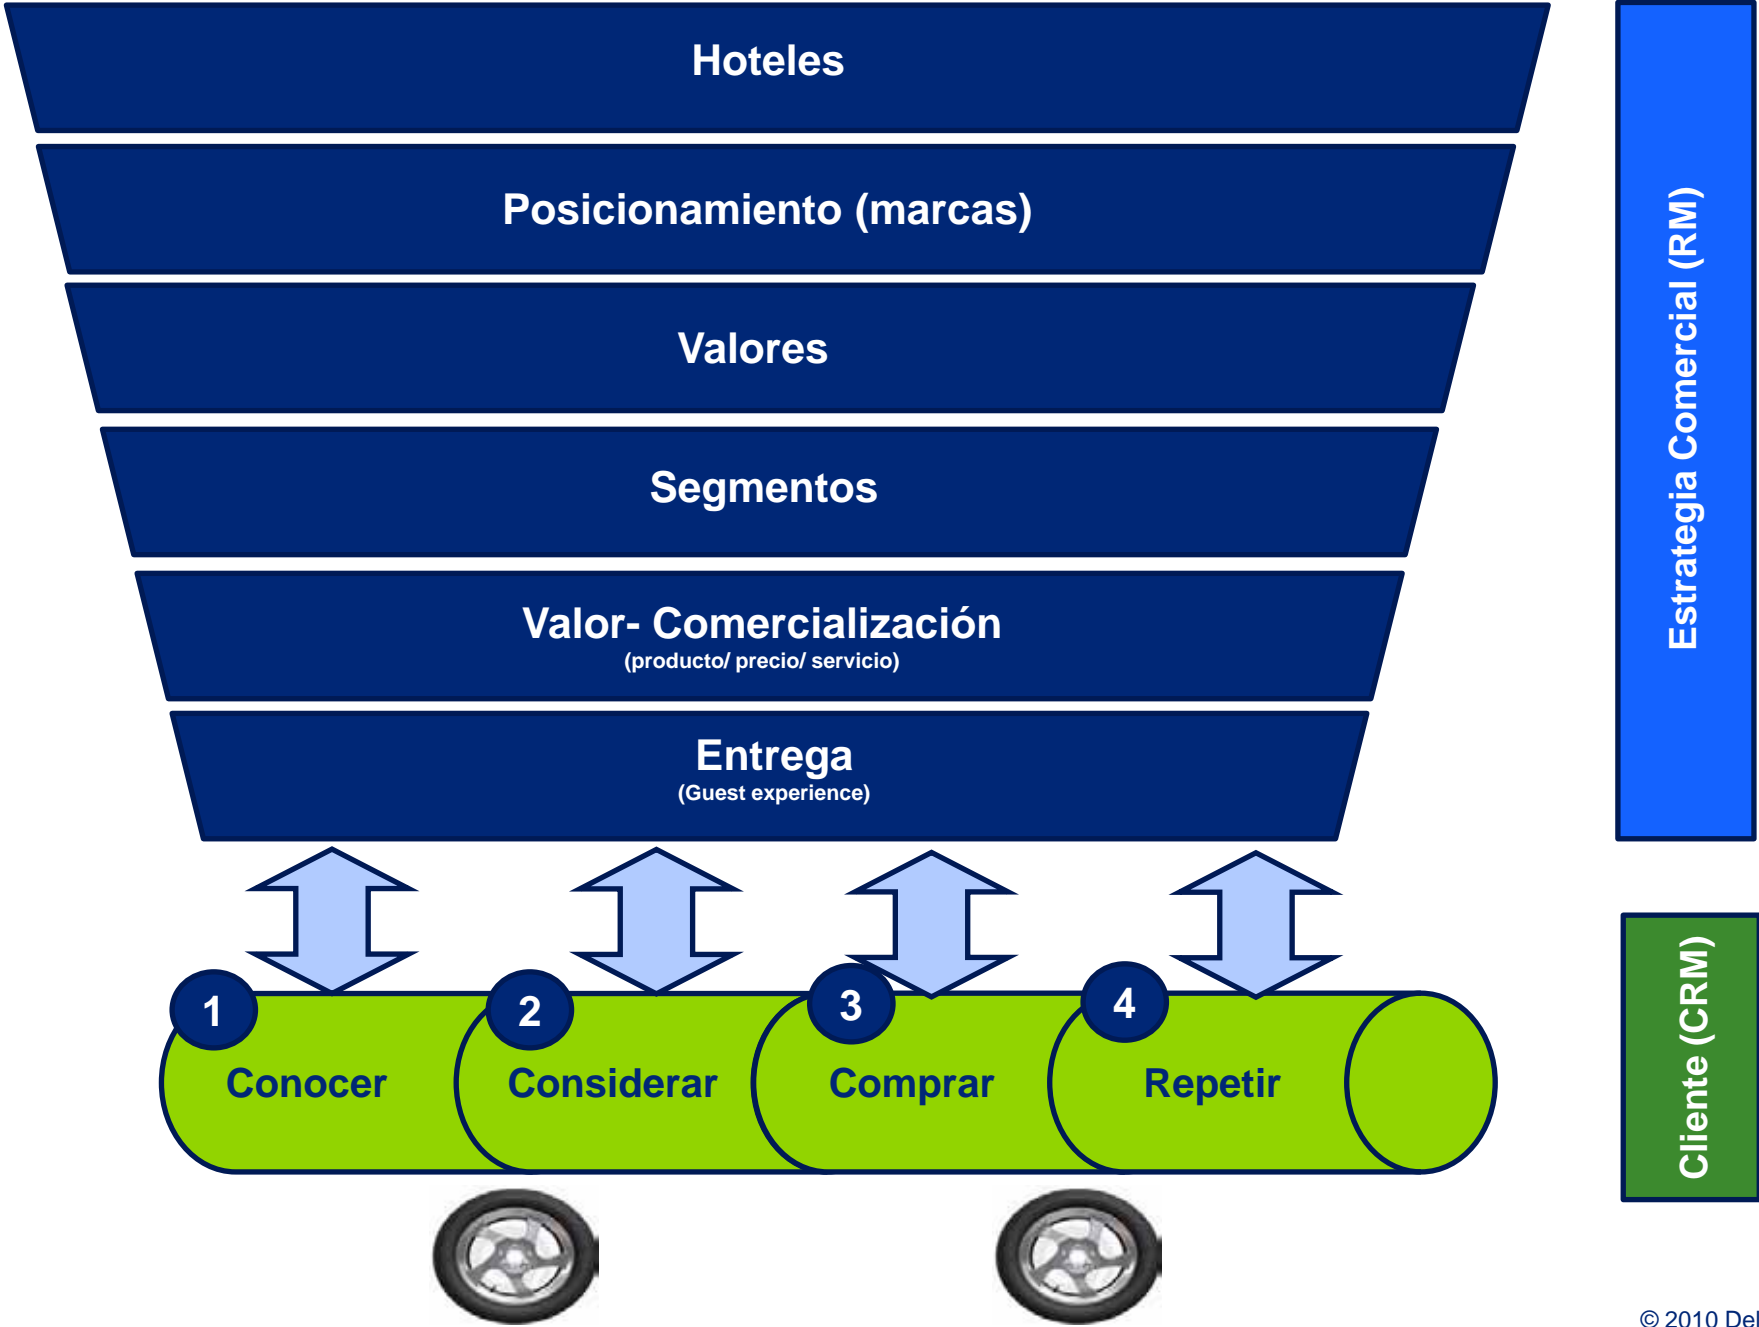 Hoteles
Posicionamiento (marcas)
Valores
Segmentos
Valor- Comercialización
(producto/ precio/ servicio)
Entrega
(Guest experience)
Estrategia Comercial (RM)
1
2
3
4
Conocer
Considerar
Comprar
Repetir
Cliente (CRM)
© 2010